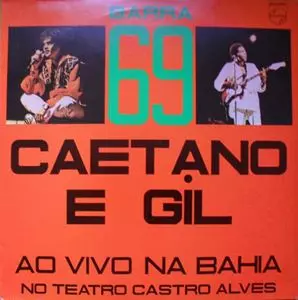 BARRA
69
CAETANO
E GIL
AO VIVO NA BAHIA
NO TEATRO CASTRO ALVES